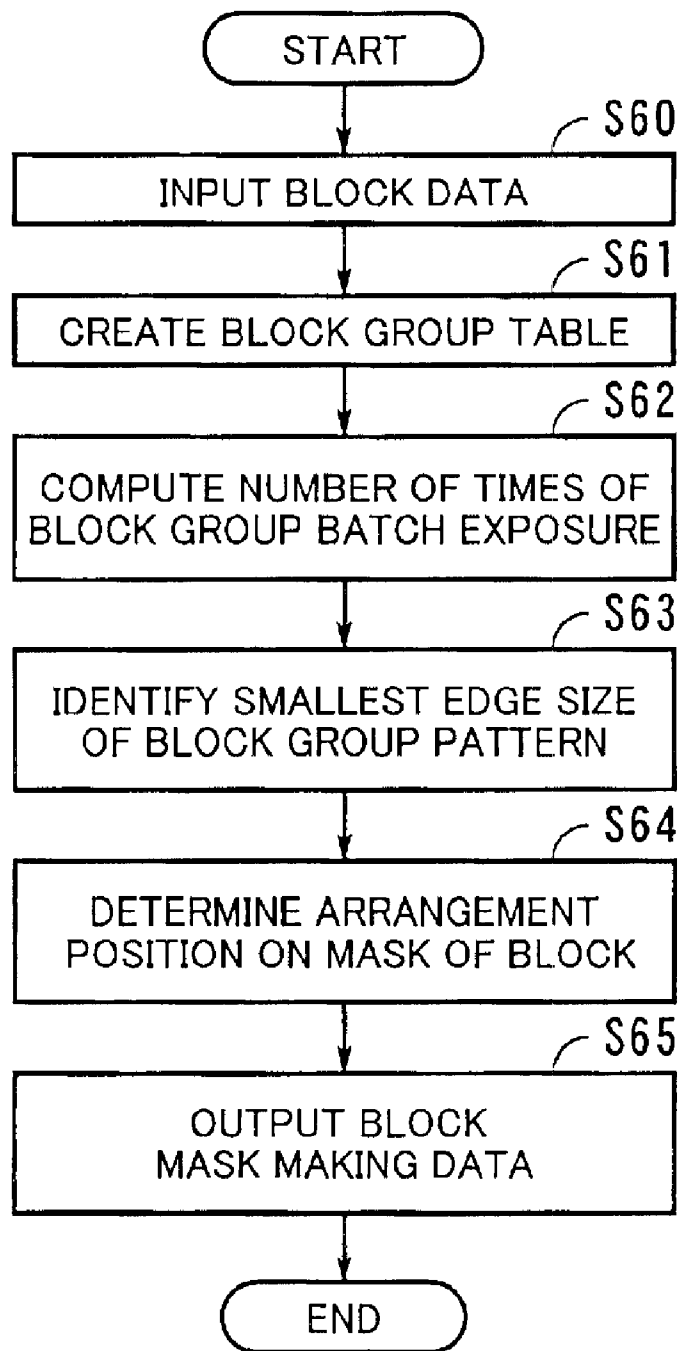 START
S60
INPUT BLOCK DATA
S61
CREATE BLOCK GROUP TABLE
S62
COMPUTE NUMBER OF TIMES OF
BLOCK GROUP BATCH EXPOSURE
S63
IDENTIFY SMALLEST EDGE SIZE
OF BLOCK GROUP PATTERN
S64
DETERMINE ARRANGEMENT
POSITION ON MASK OF BLOCK
S65
OUTPUT BLOCK
MASK MAKING DATA
END